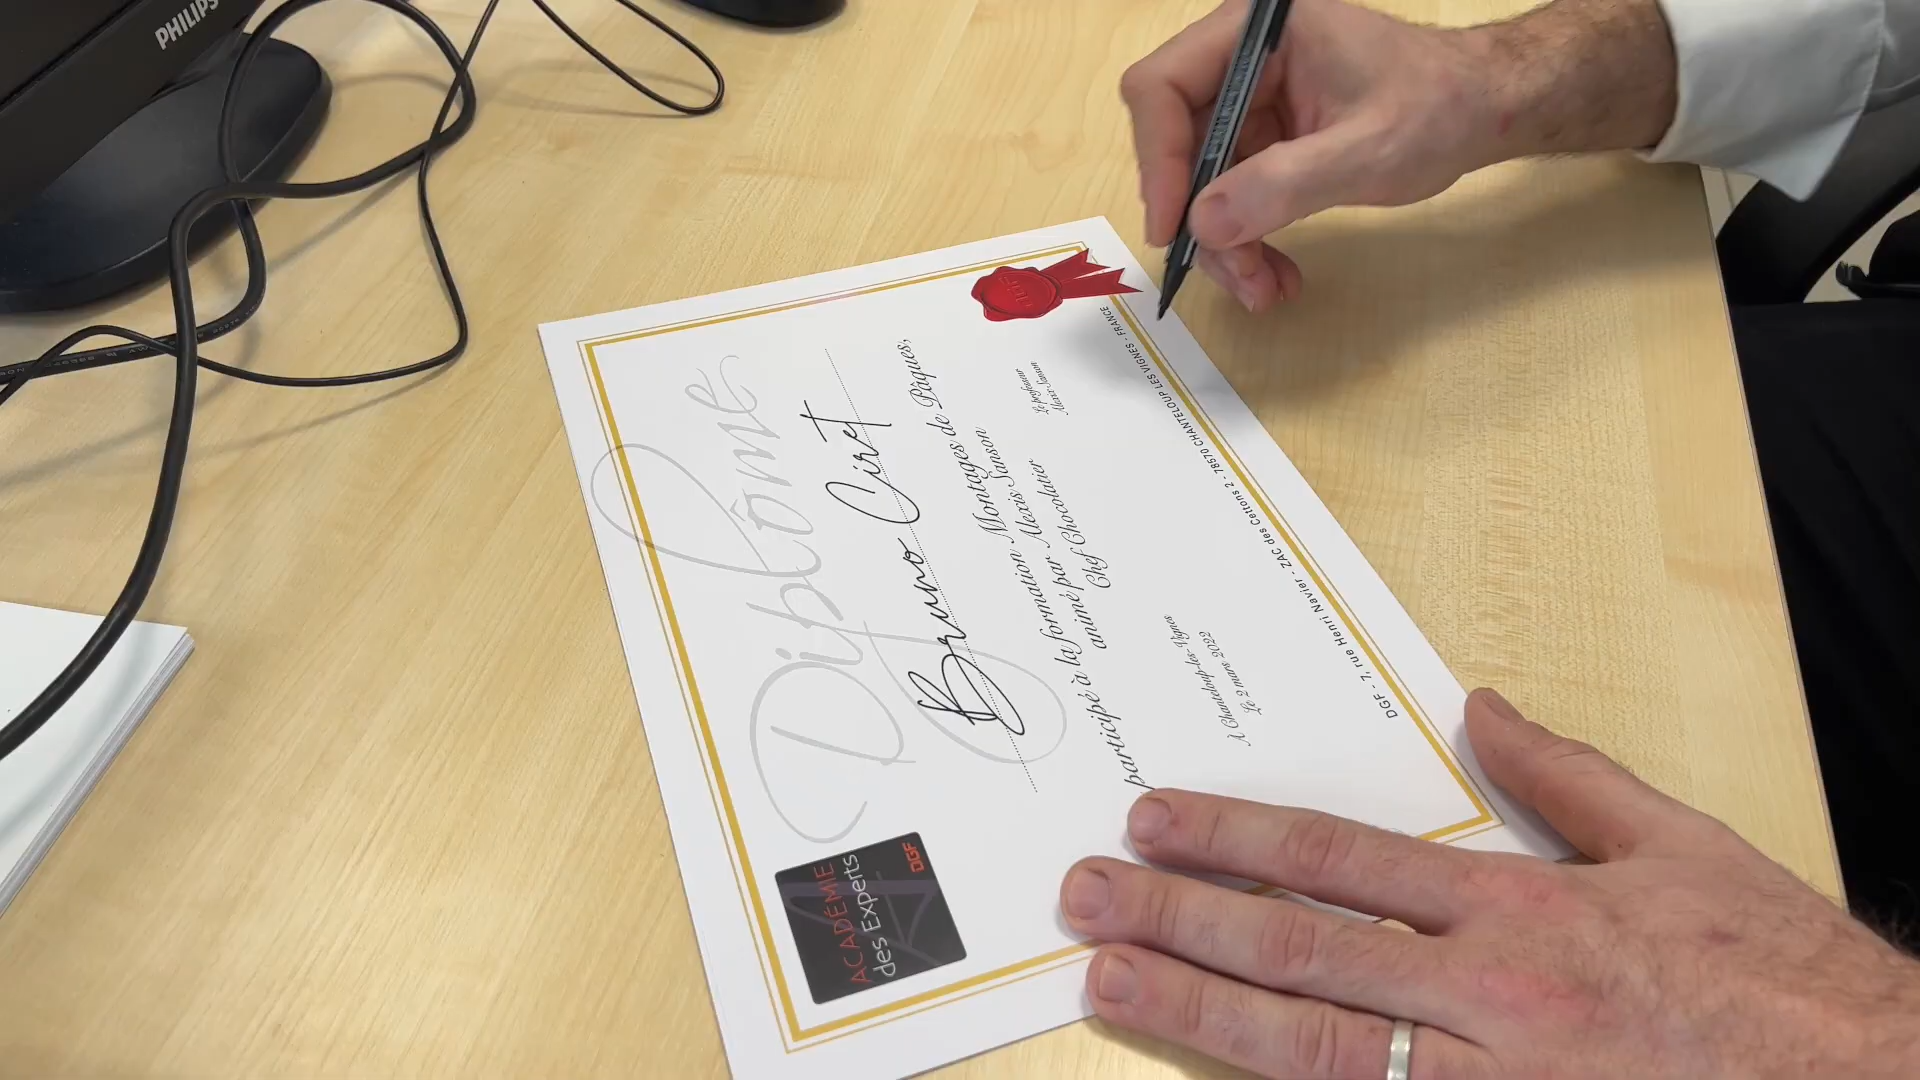 PHILIPS
ACADÉMIE
des Experts
DGF
Diplôme
Bruno Ciret
participé à la formation Montages de Pâques,
animé par Alexis Sanson
Chef Chocolatier
A Chanteloup-les-Vignes
Le 2 mars 2022
Le professeur
Alexis Sanson
DGF - 7, rue Henri Navier - ZAC des Cettons 2 - 78570 CHANTELOUP LES VIGNES - FRANCE